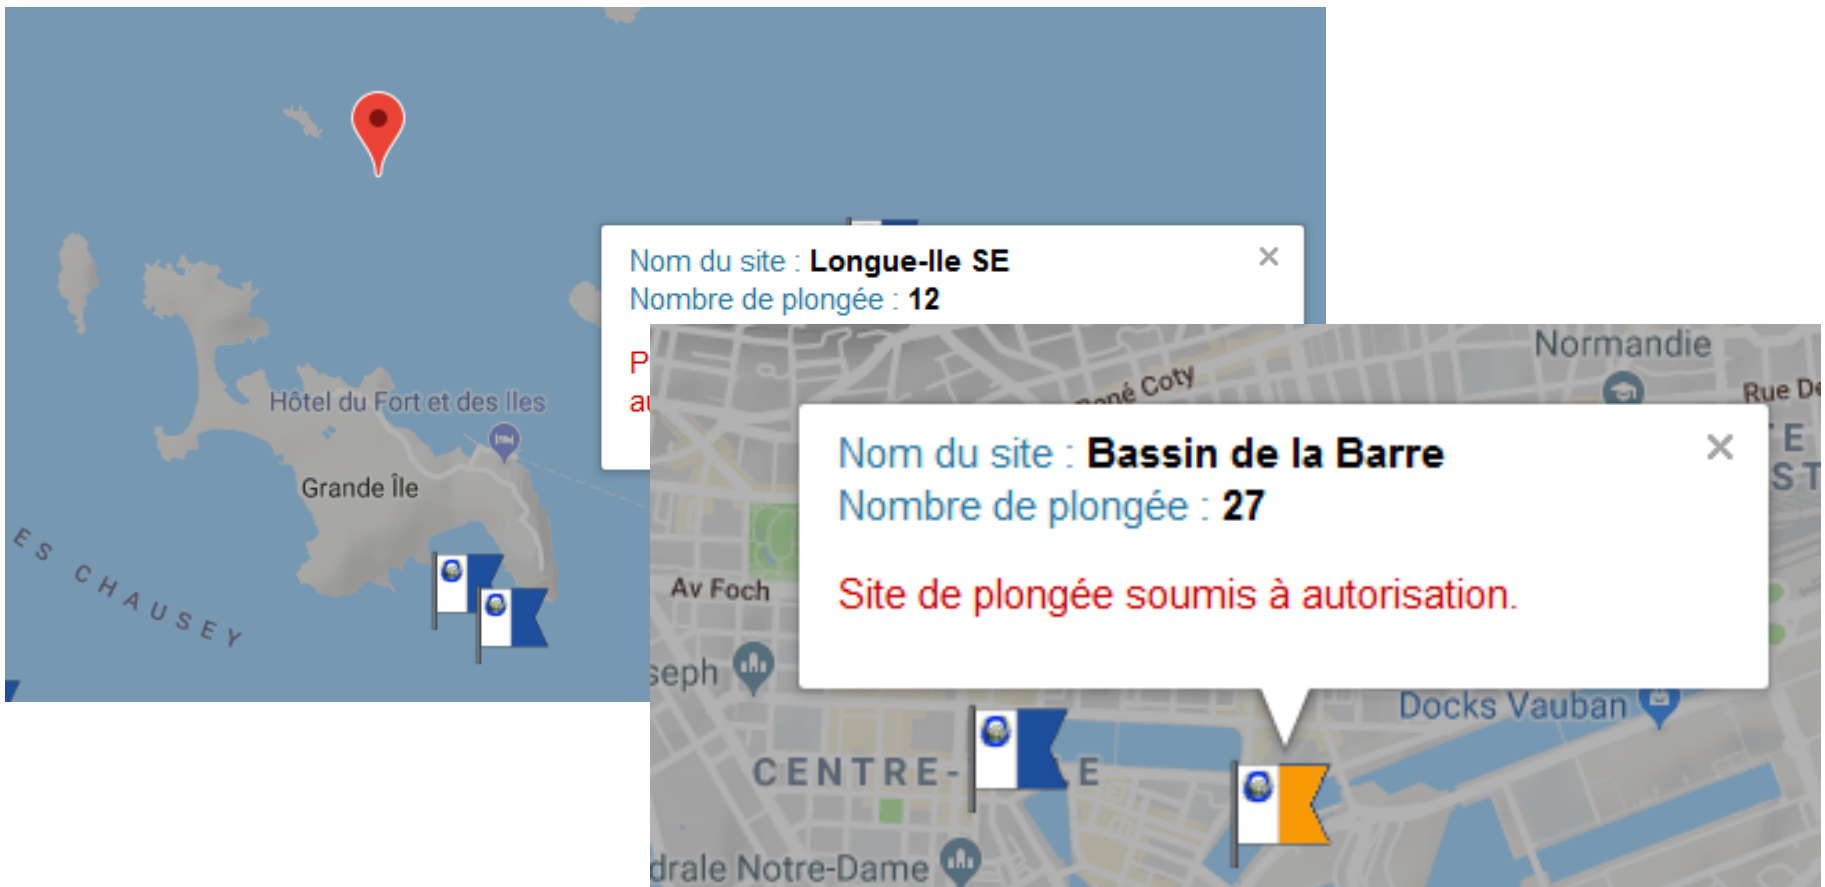 Nom du site : Longue-Ile SE
Nombre de plongée : 12
Hôtel du Fort et des Iles
Grande Île
ES CHAUSEY
Normandie
né Coty
Rue De
Nom du site : Bassin de la Barre
Nombre de plongée : 27
Site de plongée soumis à autorisation.
Av Foch
seph
Docks Vauban
CENTRE-
drale Notre-Dame